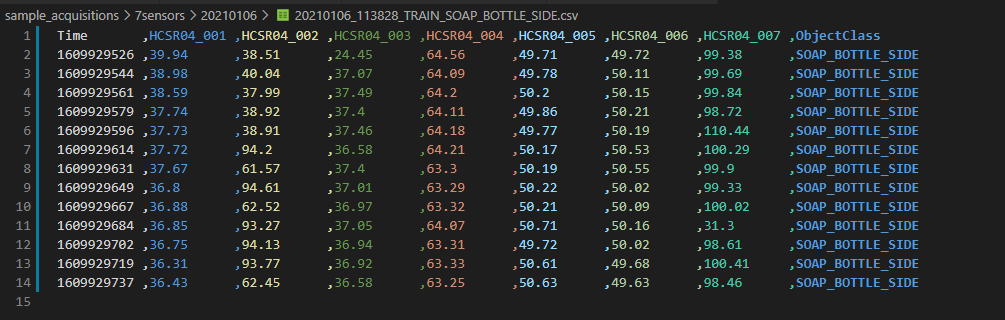 sample_acquisitions > 7sensors > 20210106 > 20210106_113828_TRAIN_SOAP_BOTTLE_SIDE.csv
1 Time ,HCSR04_001 ,HCSR04_002 ,HCSR04_003 ,HCSR04_004 ,HCSR04_005 ,HCSR04_006 ,HCSR04_007 ,ObjectClass
2 1609929526 ,39.94 ,38.51 ,24.45 ,64.56 ,49.71 ,49.72 ,99.38 ,SOAP_BOTTLE_SIDE
3 1609929544 ,38.98 ,40.04 ,37.07 ,64.09 ,49.78 ,50.11 ,99.69 ,SOAP_BOTTLE_SIDE
4 1609929561 ,38.59 ,37.99 ,37.49 ,64.2 ,50.2 ,50.15 ,99.84 ,SOAP_BOTTLE_SIDE
5 1609929579 ,37.74 ,38.92 ,37.4 ,64.11 ,49.86 ,50.21 ,98.72 ,SOAP_BOTTLE_SIDE
6 1609929596 ,37.73 ,38.91 ,37.46 ,64.18 ,49.77 ,50.19 ,110.44 ,SOAP_BOTTLE_SIDE
7 1609929614 ,37.72 ,94.2 ,36.58 ,64.21 ,50.17 ,50.53 ,100.29 ,SOAP_BOTTLE_SIDE
8 1609929631 ,37.67 ,61.57 ,37.4 ,63.3 ,50.19 ,50.55 ,99.9 ,SOAP_BOTTLE_SIDE
9 1609929649 ,36.8 ,94.61 ,37.01 ,63.29 ,50.22 ,50.02 ,99.33 ,SOAP_BOTTLE_SIDE
10 1609929667 ,36.88 ,62.52 ,36.97 ,63.32 ,50.21 ,50.09 ,100.02 ,SOAP_BOTTLE_SIDE
11 1609929684 ,36.85 ,93.27 ,37.05 ,64.07 ,50.71 ,50.16 ,31.3 ,SOAP_BOTTLE_SIDE
12 1609929702 ,36.75 ,94.13 ,36.94 ,63.31 ,49.72 ,50.02 ,98.61 ,SOAP_BOTTLE_SIDE
13 1609929719 ,36.31 ,93.77 ,36.92 ,63.33 ,50.61 ,49.68 ,100.41 ,SOAP_BOTTLE_SIDE
14 1609929737 ,36.43 ,62.45 ,36.58 ,63.25 ,50.63 ,49.63 ,98.46 ,SOAP_BOTTLE_SIDE
15